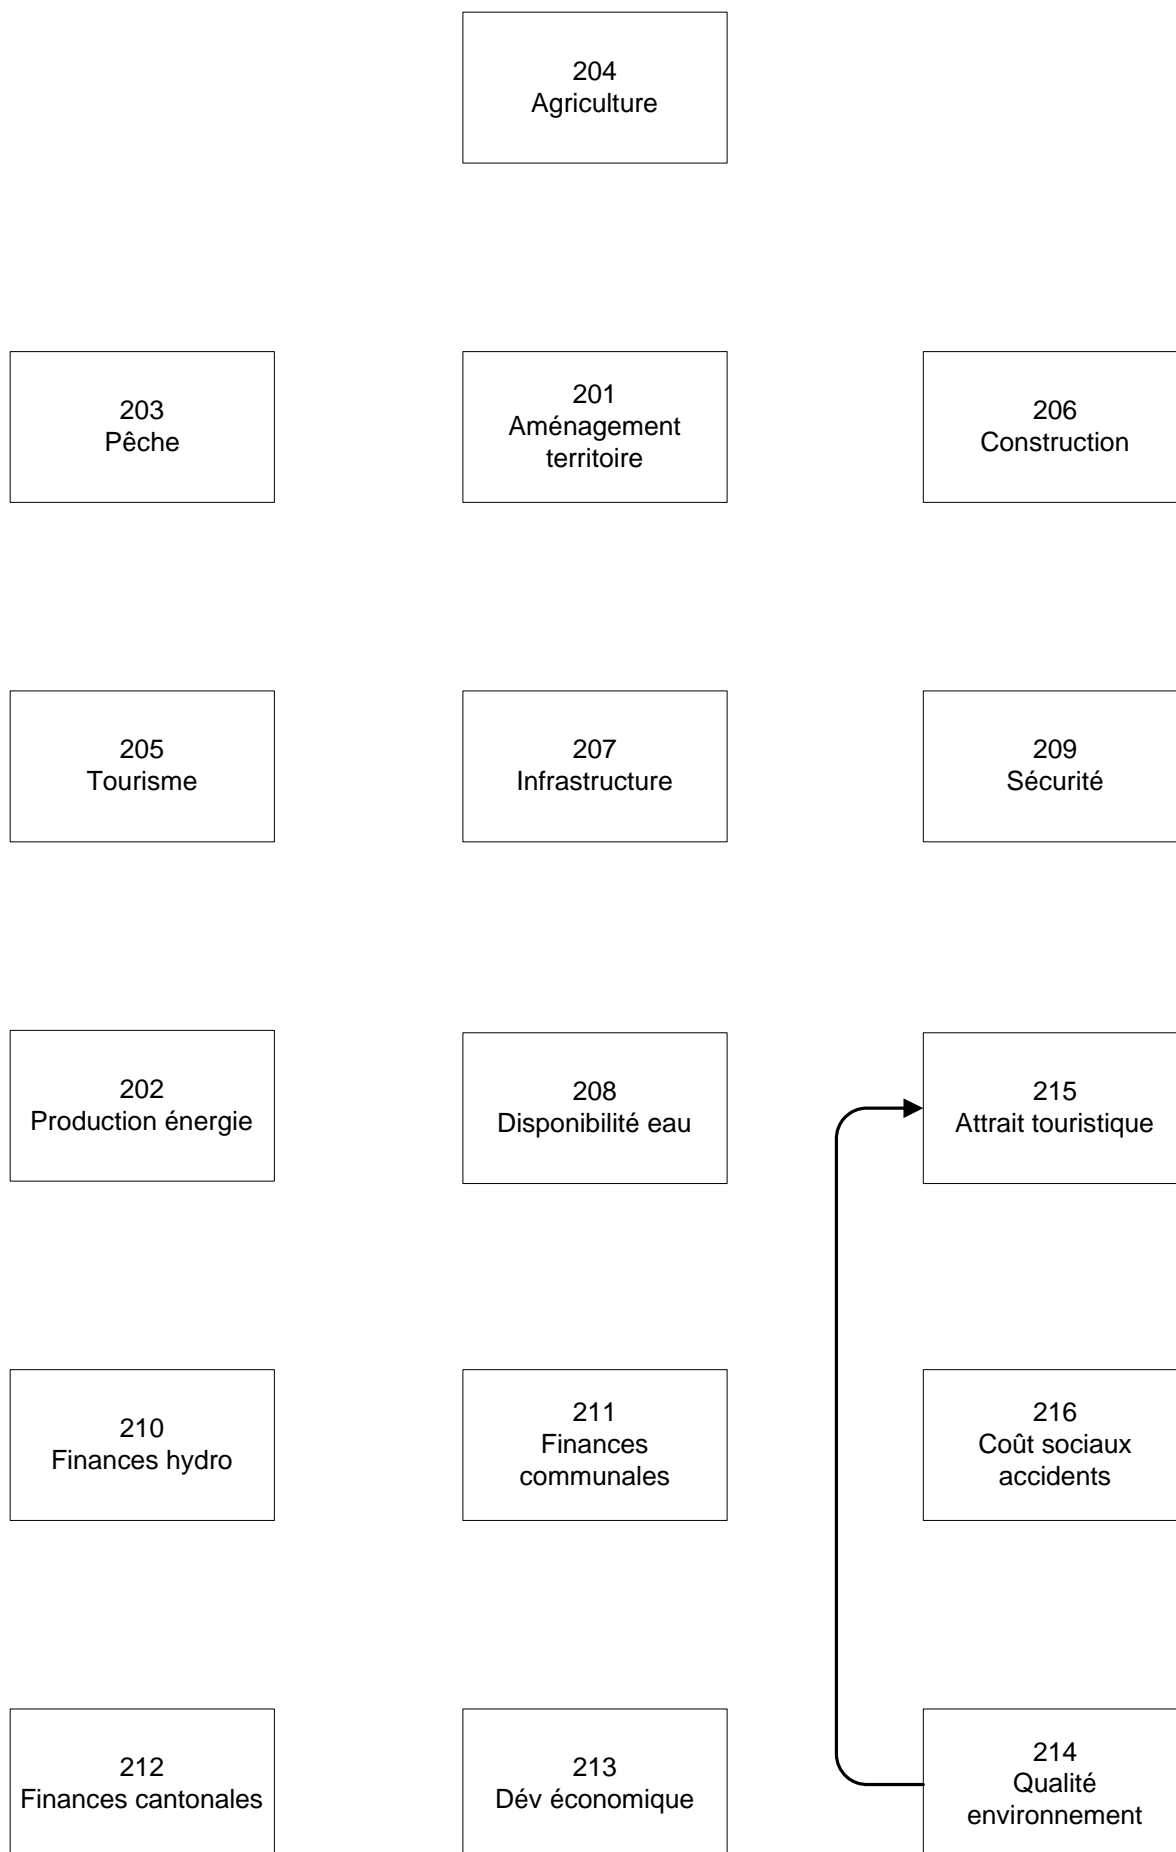 204
Agriculture
203
Pêche
201
Aménagement
territoire
206
Construction
205
Tourisme
207
Infrastructure
209
Sécurité
202
Production énergie
208
Disponibilité eau
215
Attrait touristique
210
Finances hydro
211
Finances
communales
216
Coût sociaux
accidents
212
Finances cantonales
213
Dév économique
214
Qualité
environnement